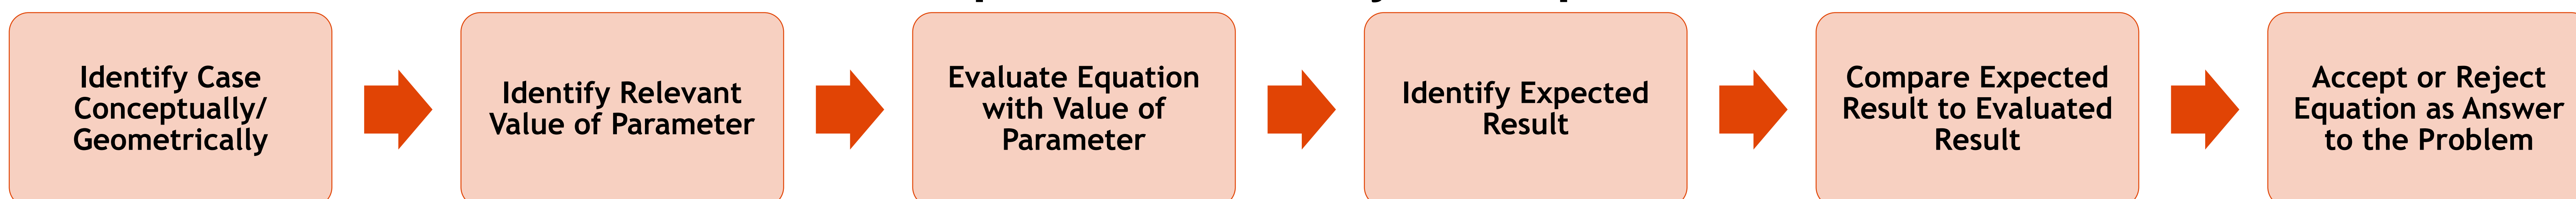 Identify Case
Conceptually/
Geometrically
Identify Relevant
Value of Parameter
Evaluate Equation
with Value of
Parameter
Identify Expected
Result
Compare Expected
Result to Evaluated
Result
Accept or Reject
Equation as Answer
to the Problem